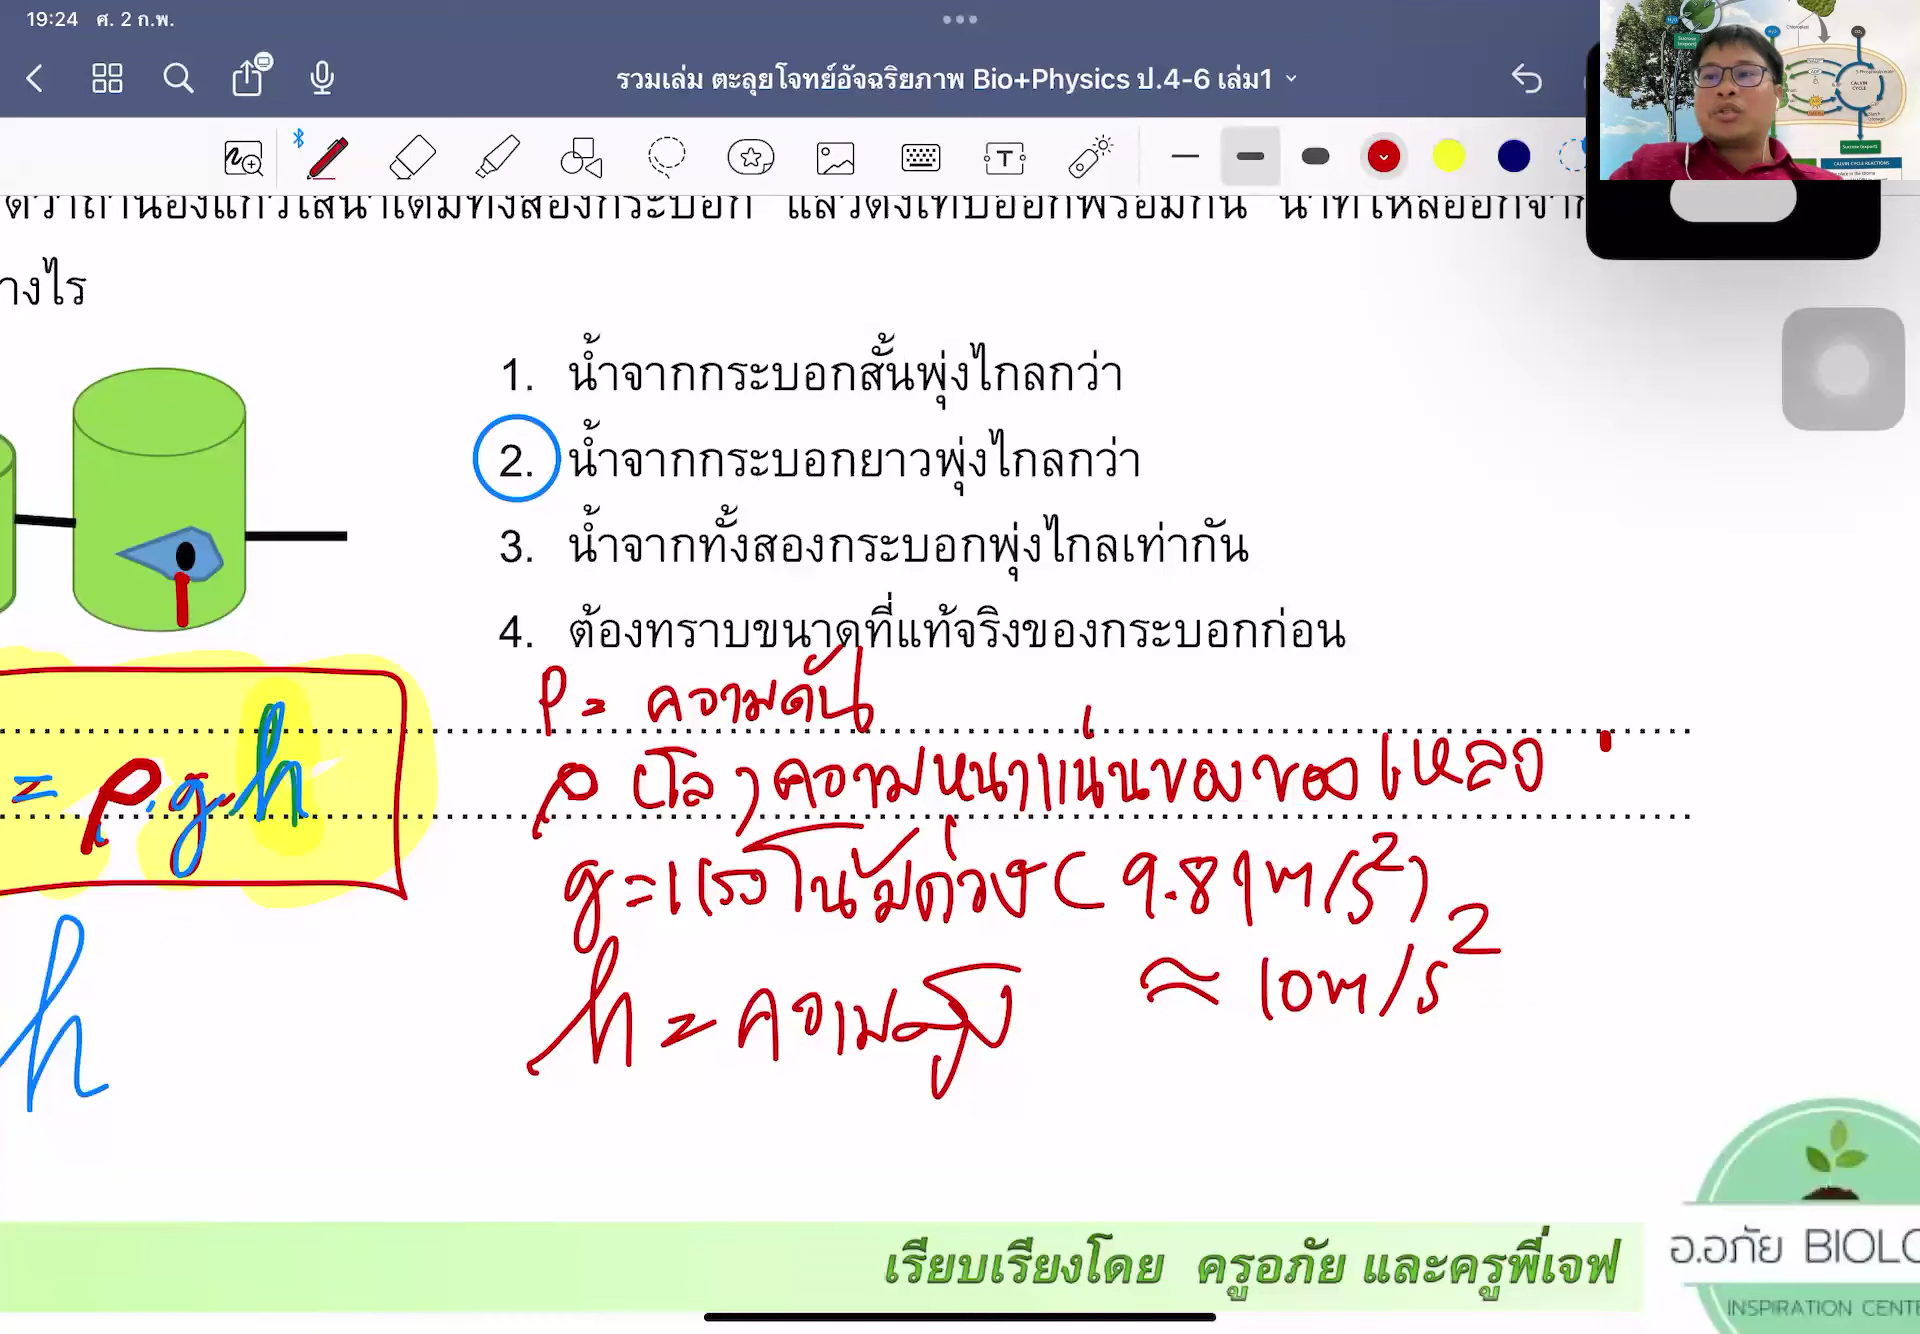 19:24 ศ. 2 ก.พ.
รวมเล่ม ตะลุยโจทย์อัจฉริยภาพ Bio+Physics ป.4-6 เล่ม1
างไร
1. น้ำจากกระบอกสั้นพุ่งไกลกว่า
2. น้ำจากกระบอกยาวพุ่งไกลกว่า
3. น้ำจากทั้งสองกระบอกพุ่งไกลเท่ากัน
4. ต้องทราบขนาดที่แท้จริงของกระบอกก่อน
P = ความดัน
= ρ.g.h
ρ (โล) ความหนาแน่นของของเหลว
g = แรงโน้มถ่วง (9.81 m/s²)
h
h = ความสูง ≈ 10 m/s²
เรียบเรียงโดย ครูอภัย และครูพี่เจฟ
อ.อภัย BIOLO
INSPIRATION CENTE
CALVIN CYCLE
CALVIN CYCLE REACTIONS